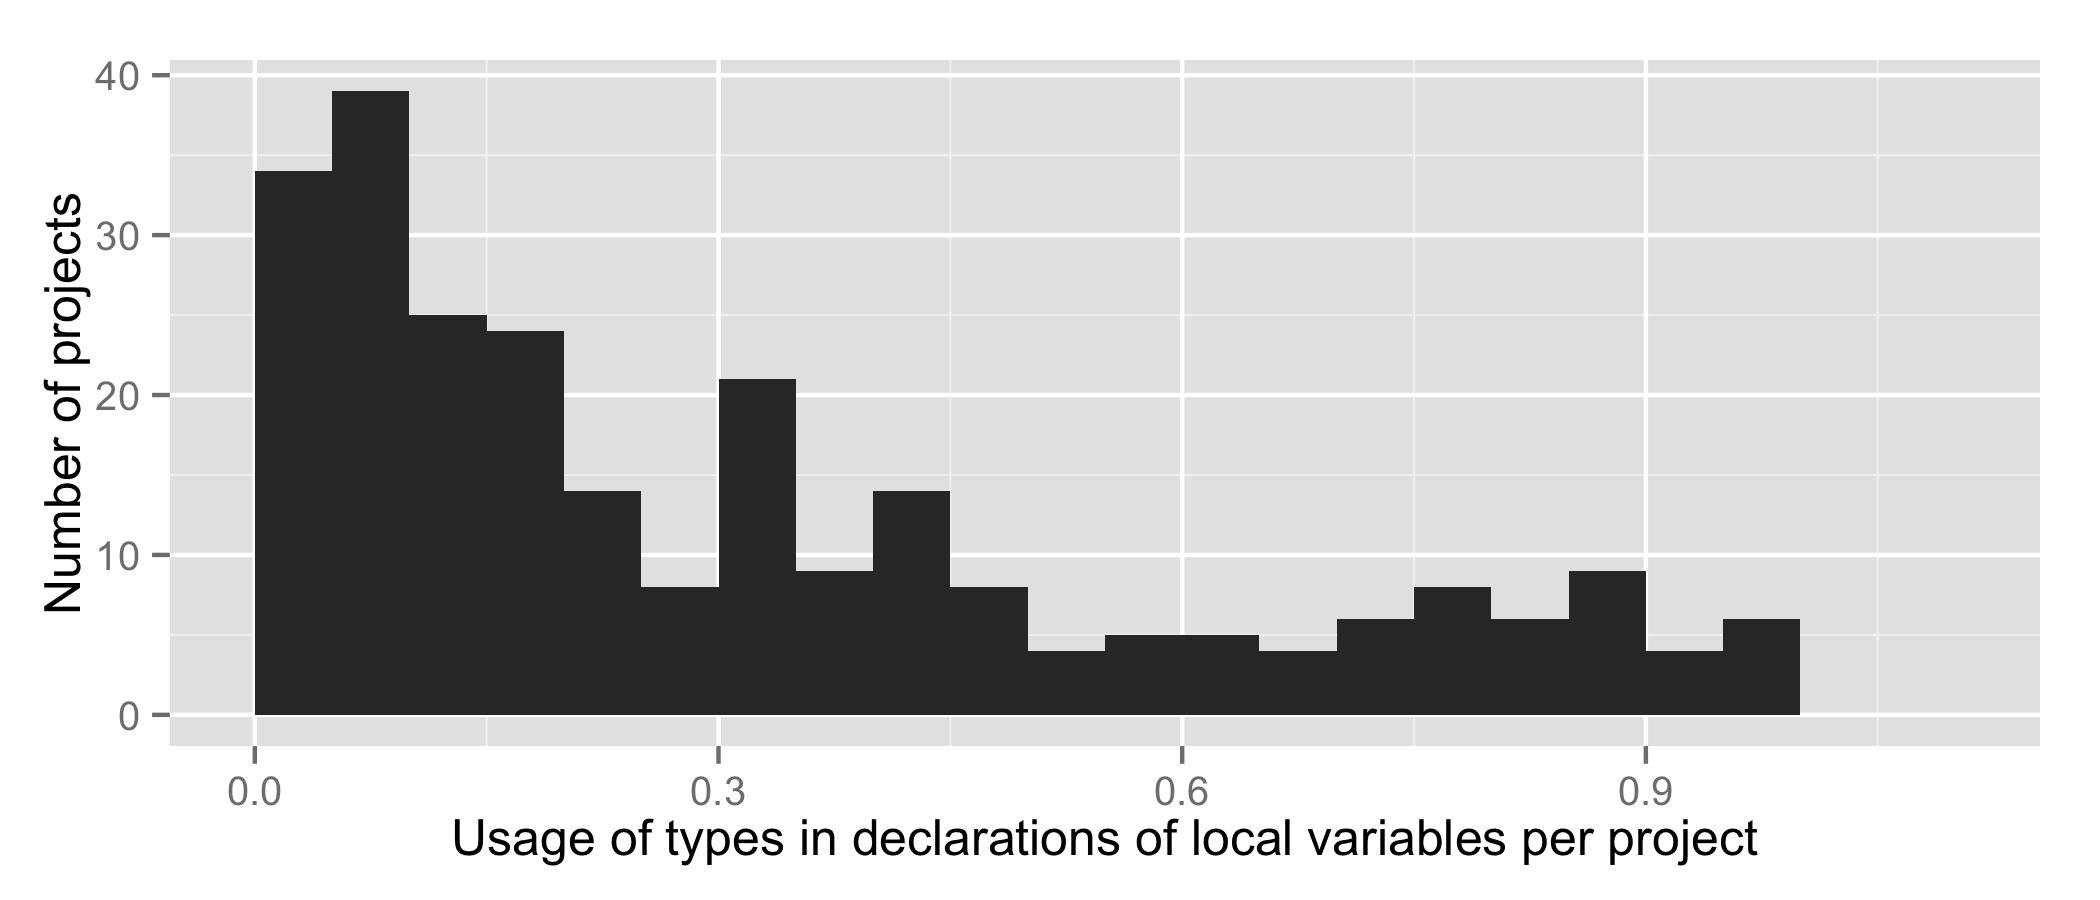 Number of projects
40
30
20
10
0
0.0 0.3 0.6 0.9
Usage of types in declarations of local variables per project